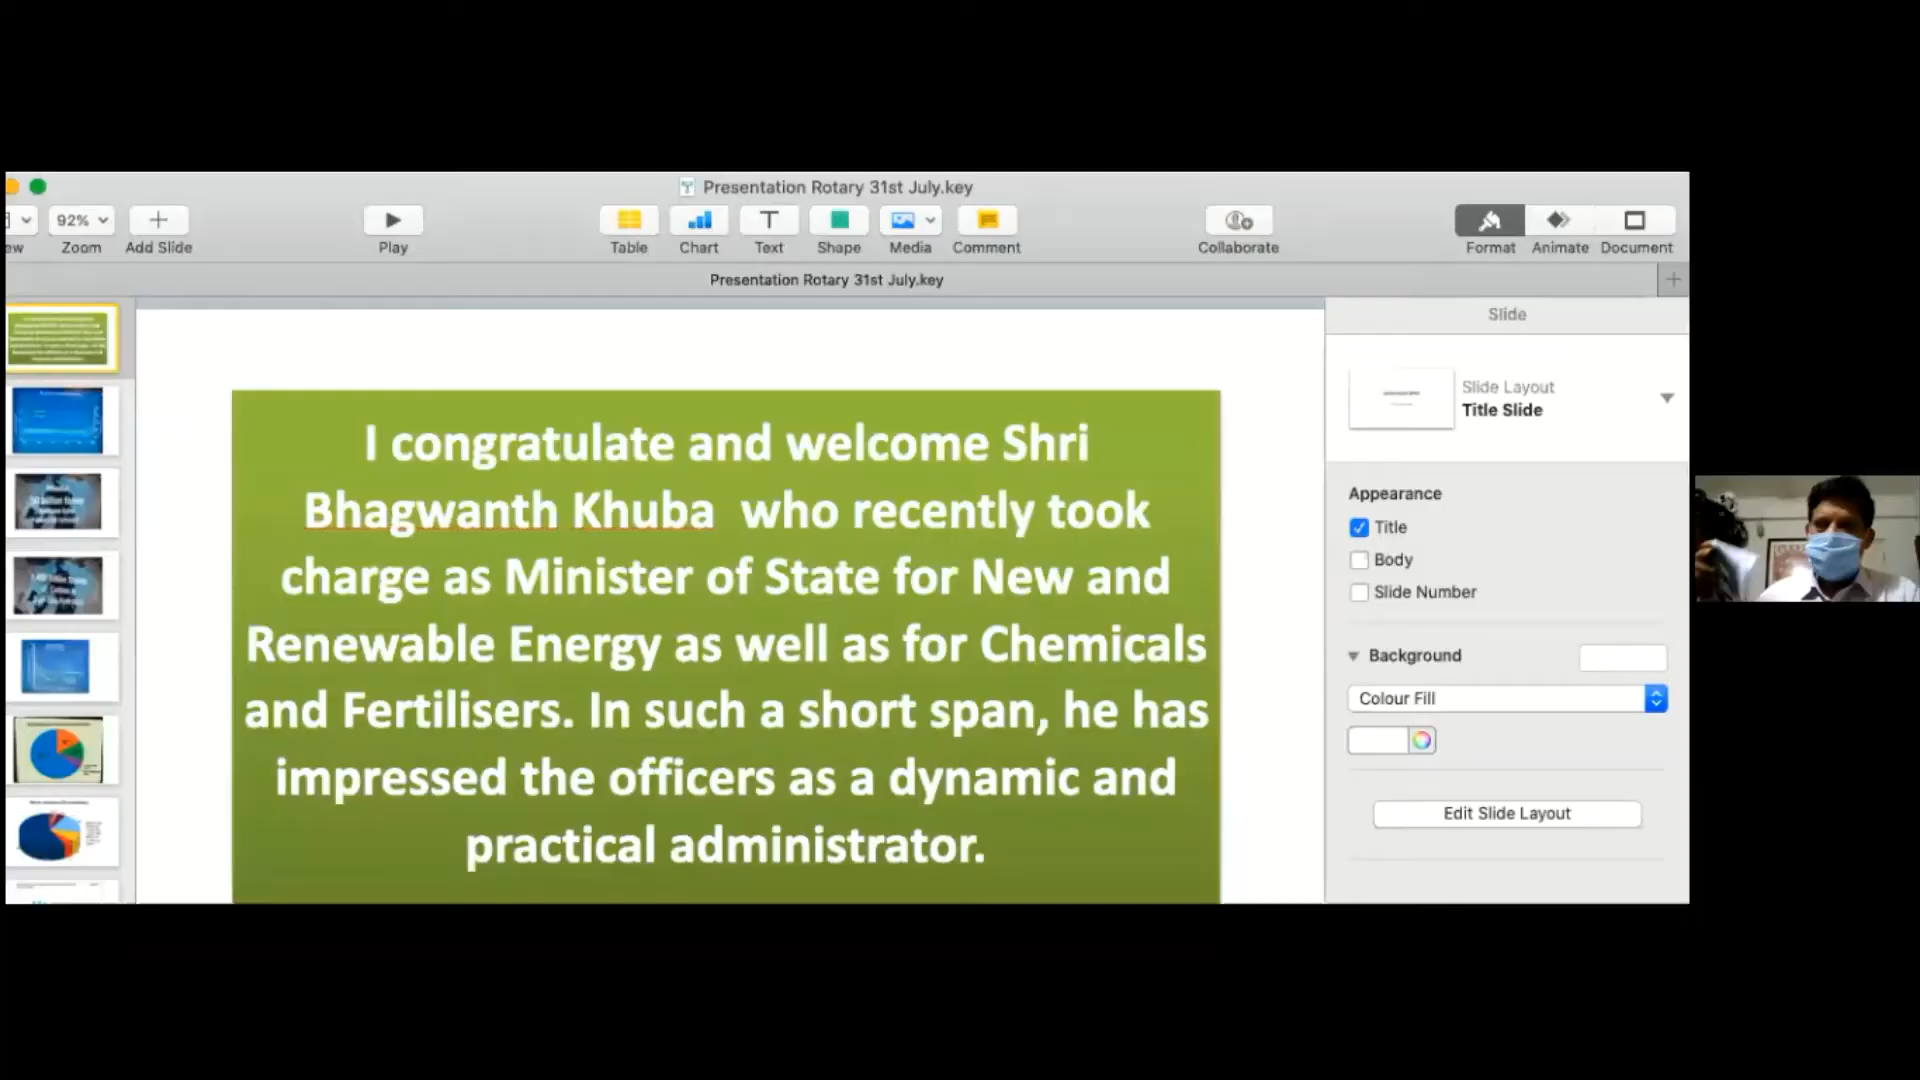 Presentation Rotary 31st July.key
92%
Zoom
Add Slide
Play
Table
Chart
Text
Shape
Media
Comment
Collaborate
Format
Animate
Document
Presentation Rotary 31st July.key
I congratulate and welcome Shri
Bhagwanth Khuba who recently took
charge as Minister of State for New and
Renewable Energy as well as for Chemicals
and Fertilisers. In such a short span, he has
impressed the officers as a dynamic and
practical administrator.
Slide
Slide Layout
Title Slide
Appearance
Title
Body
Slide Number
Background
Colour Fill
Edit Slide Layout